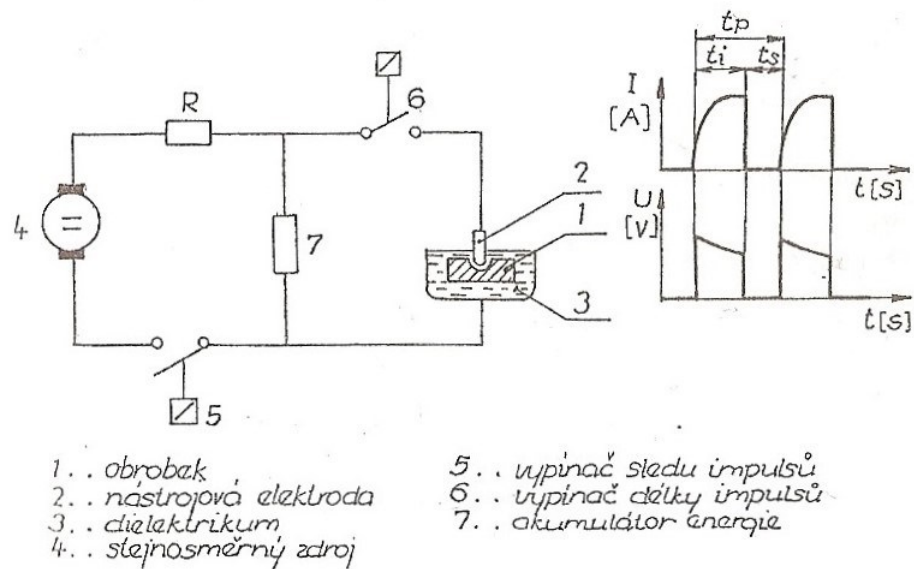 R
6
4
7
2
1
3
5
tp
ti ts
I
[A]
t[s]
U
[V]
t[s]
1.. obrobek
2.. nástrojová elektroda
3.. dielektrikum
4.. stejnosměrný zdroj
5.. vypínač sledu impulsů
6.. vypínač délky impulsů
7.. akumulátor energie